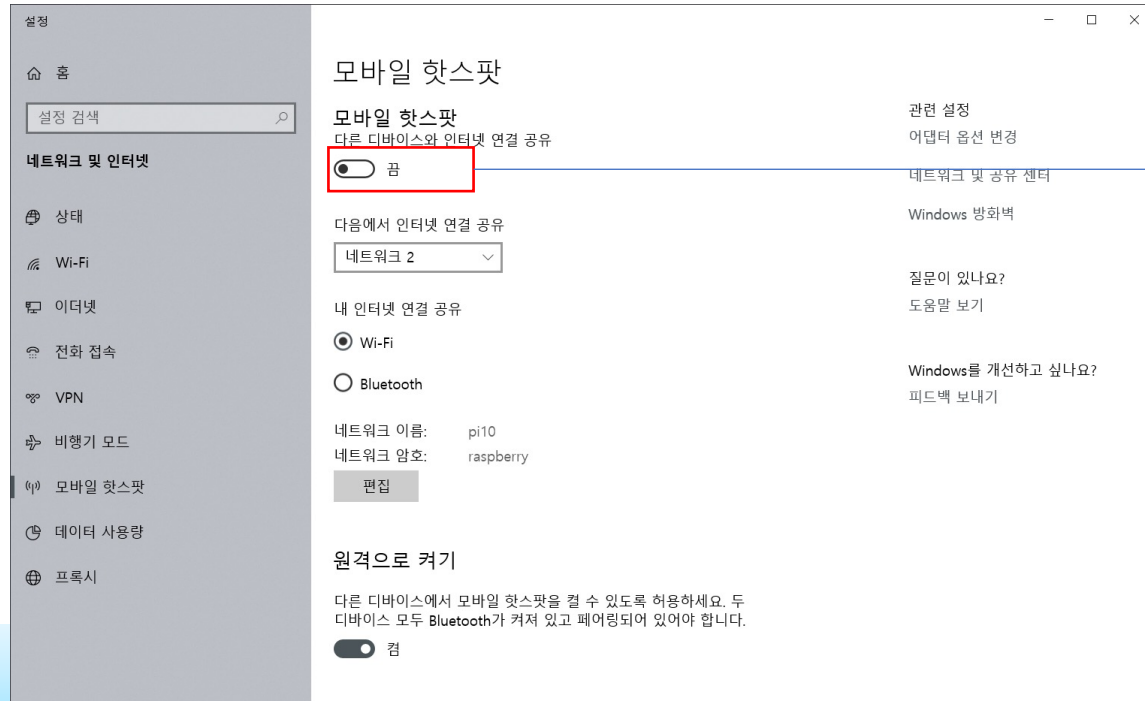 설정
홈
설정 검색
네트워크 및 인터넷
상태
Wi-Fi
이더넷
전화 접속
VPN
비행기 모드
모바일 핫스팟
데이터 사용량
프록시
모바일 핫스팟
모바일 핫스팟
다른 디바이스와 인터넷 연결 공유
끔
다음에서 인터넷 연결 공유
네트워크 2
내 인터넷 연결 공유
Wi-Fi
Bluetooth
네트워크 이름: pi10
네트워크 암호: raspberry
편집
원격으로 켜기
다른 디바이스에서 모바일 핫스팟을 켤 수 있도록 허용하세요. 두
디바이스 모두 Bluetooth가 켜져 있고 페어링되어 있어야 합니다.
켬
관련 설정
어댑터 옵션 변경
네트워크 및 공유 센터
Windows 방화벽
질문이 있나요?
도움말 보기
Windows를 개선하고 싶나요?
피드백 보내기